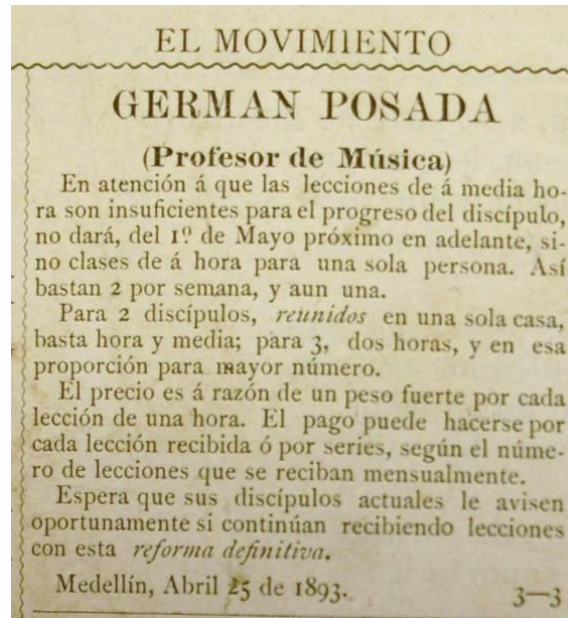 EL MOVIMIENTO
GERMAN POSADA
(Profesor de Música)
En atención á que las lecciones de á media ho-
ra son insuficientes para el progreso del discípulo,
no dará, del 1º de Mayo próximo en adelante, si-
no clases de á hora para una sola persona. Así
bastan 2 por semana, y aun una.
Para 2 discípulos, reunidos en una sola casa,
basta hora y media; para 3, dos horas, y en esa
proporción para mayor número.
El precio es á razón de un peso fuerte por cada
lección de una hora. El pago puede hacerse por
cada lección recibida ó por series, según el núme-
ro de lecciones que se reciban mensualmente.
Espera que sus discípulos actuales le avisen
oportunamente si continúan recibiendo lecciones
con esta reforma definitiva.
Medellín, Abril 25 de 1893. 3—3